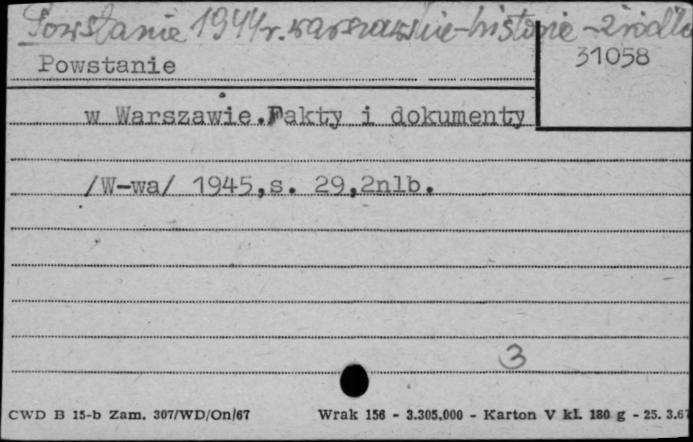 Powstanie 1944r. warszawskie-historia-źródła
31058
Powstanie
w Warszawie.Fakty i dokumenty
/W-wa/ 1945,s. 29,2nlb.
3
CWD B 15-b Zam. 307/WD/On/67 Wrak 156 - 3.305.000 - Karton V kl. 180 g - 25. 3.67